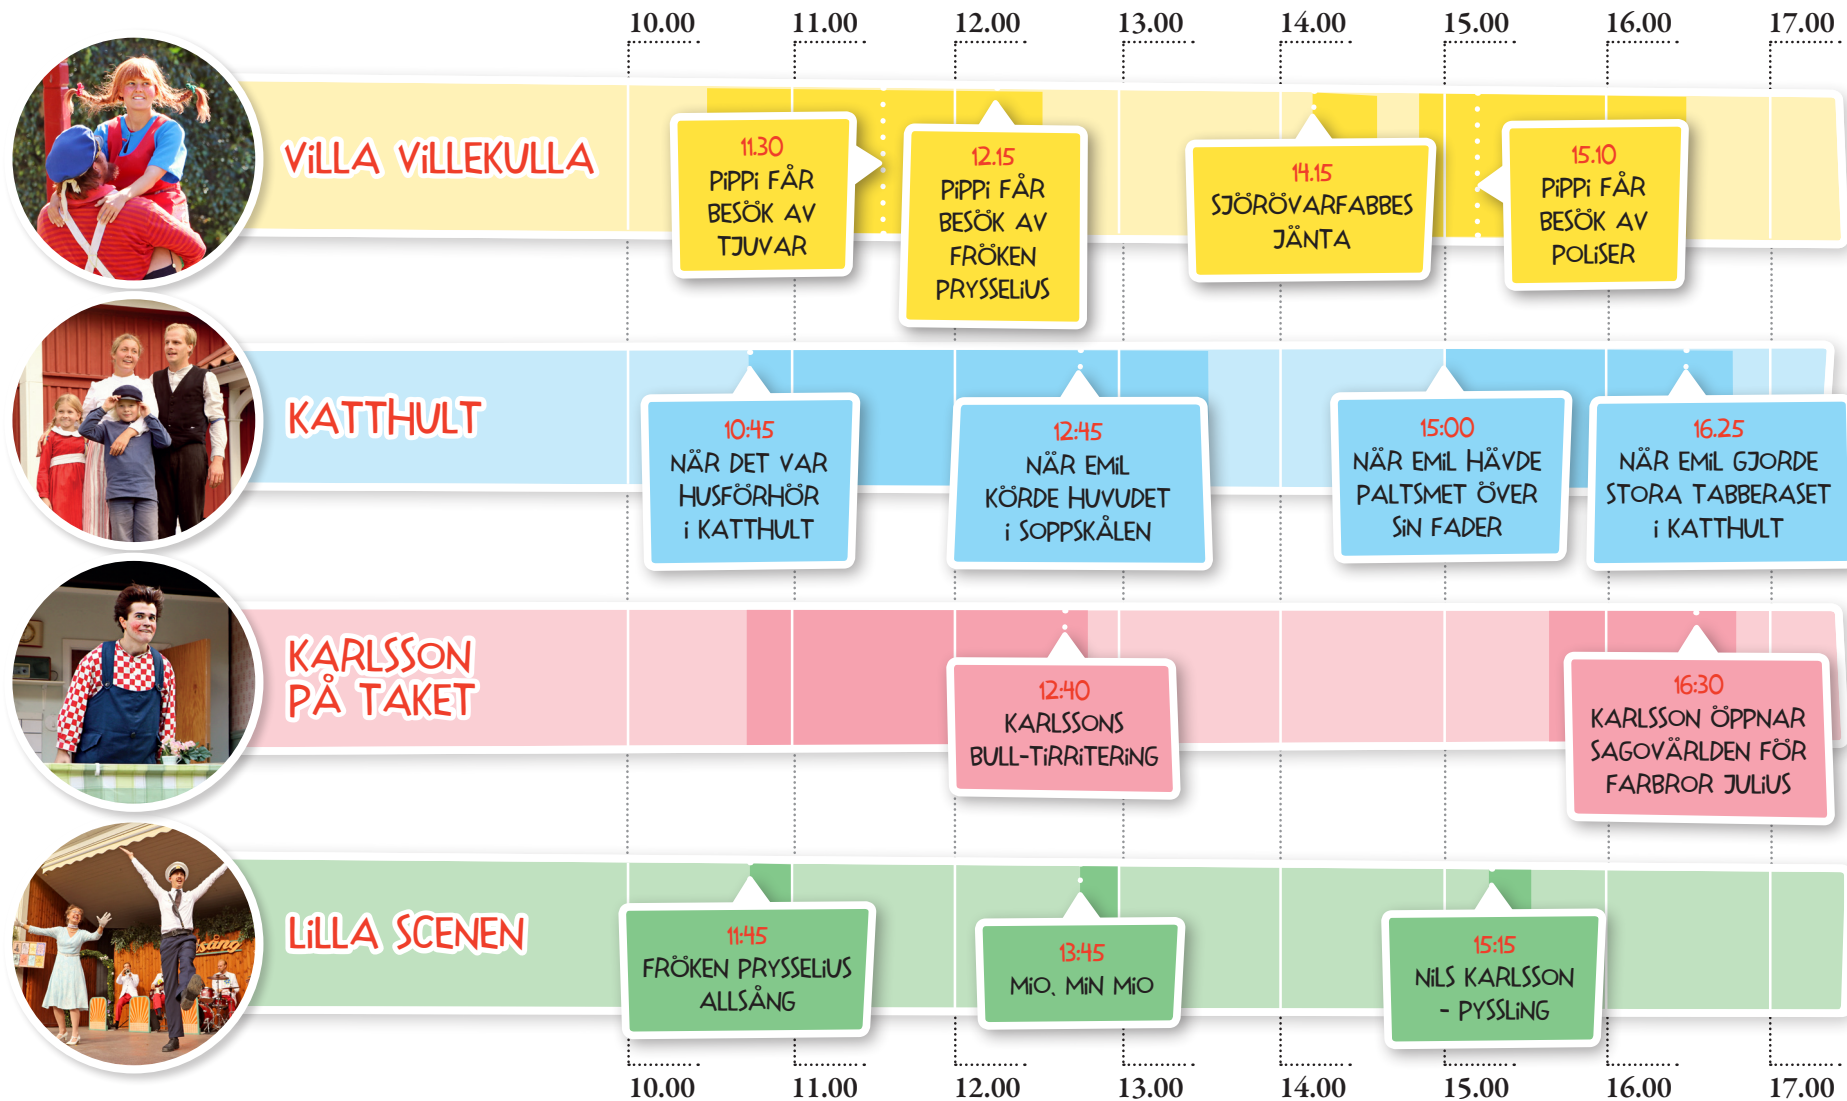 10.00 11.00 12.00 13.00 14.00 15.00 16.00 17.00
ViLLA ViLLEKULLA
11.30
PiPPi FÅR
BESÖK AV
TJUVAR
12.15
PiPPi FÅR
BESÖK AV
FRÖKEN
PRYSSELiUS
14.15
SJÖRÖVARFABBES
JÄNTA
15.10
PiPPi FÅR
BESÖK AV
POLiSER
KATTHULT
10:45
NÄR DET VAR
HUSFÖRHÖR
i KATTHULT
12:45
NÄR EMiL
KÖRDE HUVUDET
i SOPPSKÅLEN
15:00
NÄR EMiL HÄVDE
PALTSMET ÖVER
SiN FADER
16.25
NÄR EMiL GJORDE
STORA TABBERASET
i KATTHULT
KARLSSON
PÅ TAKET
12:40
KARLSSONS
BULL-TiRRiTERiNG
16:30
KARLSSON ÖPPNAR
SAGOVÄRLDEN FÖR
FARBROR JULiUS
LiLLA SCENEN
11:45
FRÖKEN PRYSSELiUS
ALLSÅNG
13:45
MiO, MiN MiO
15:15
NiLS KARLSSON
- PYSSLiNG
10.00 11.00 12.00 13.00 14.00 15.00 16.00 17.00